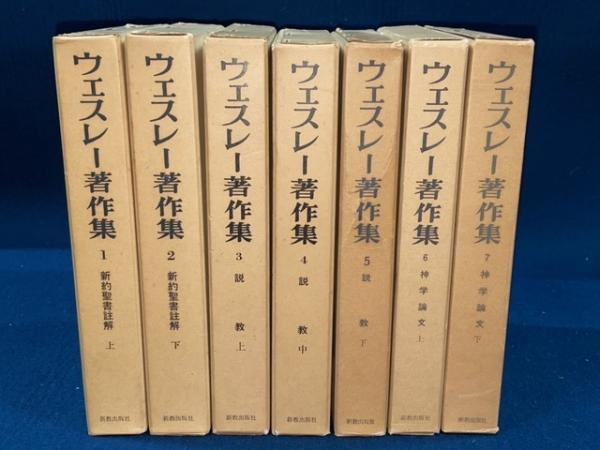 ウェスレー著作集
1
新約聖書註解
上
新教出版社
ウェスレー著作集
2
新約聖書註解
下
新教出版社
ウェスレー著作集
3
説教
上
新教出版社
ウェスレー著作集
4
説教
中
新教出版社
ウェスレー著作集
5
説教
下
新教出版社
ウェスレー著作集
6
神学論文
上
新教出版社
ウェスレー著作集
7
神学論文
下
新教出版社